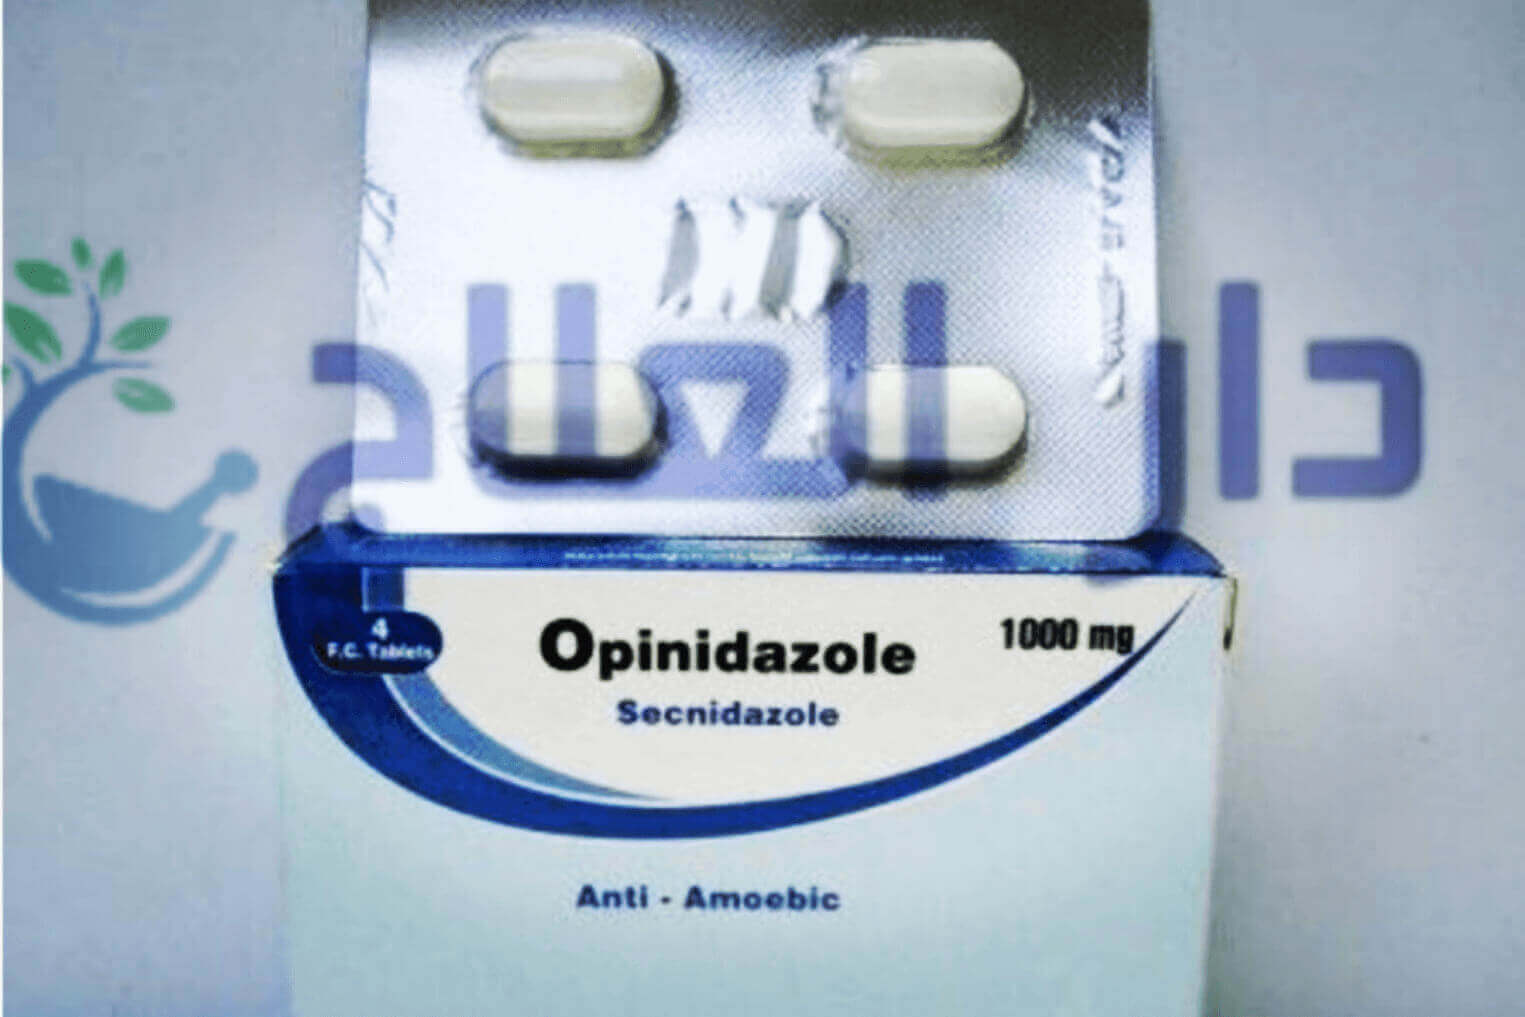 دار العلاج
4
F.C. Tablets
Opinidazole
1000 mg
Secnidazole
Anti - Amoebic